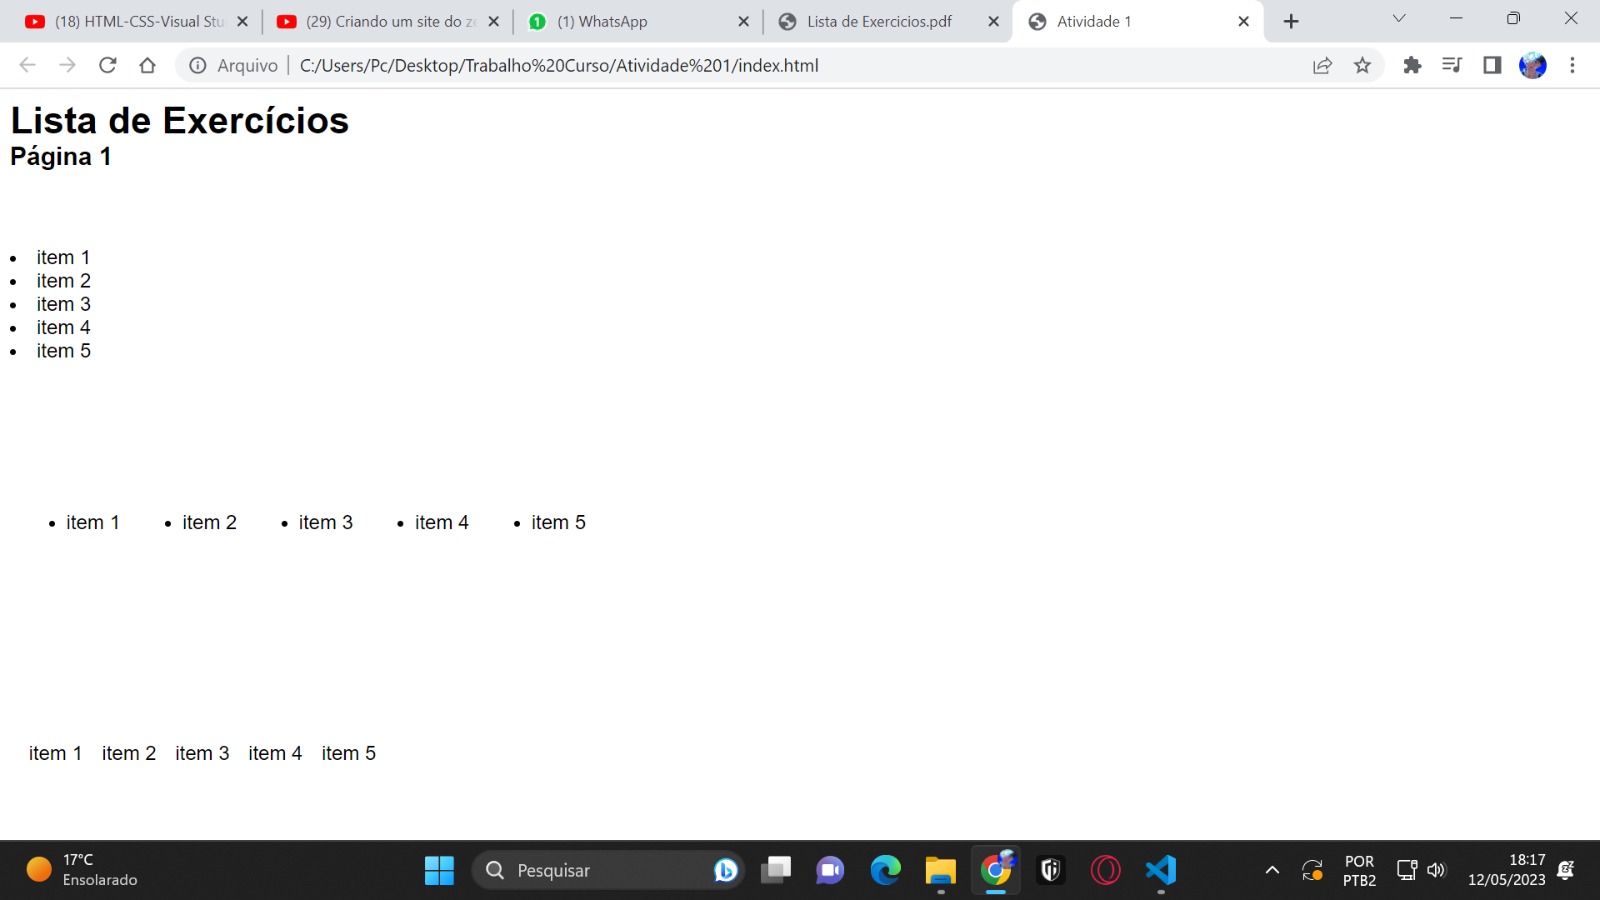 (18) HTML-CSS-Visual Stu
(29) Criando um site do ze
(1) WhatsApp
Lista de Exercicios.pdf
Atividade 1
Arquivo
C:/Users/Pc/Desktop/Trabalho%20Curso/Atividade%201/index.html
Lista de Exercícios
Página 1
• item 1
• item 2
• item 3
• item 4
• item 5
• item 1 • item 2 • item 3 • item 4 • item 5
item 1 item 2 item 3 item 4 item 5
17°C
Ensolarado
Pesquisar
POR
PTB2
18:17
12/05/2023